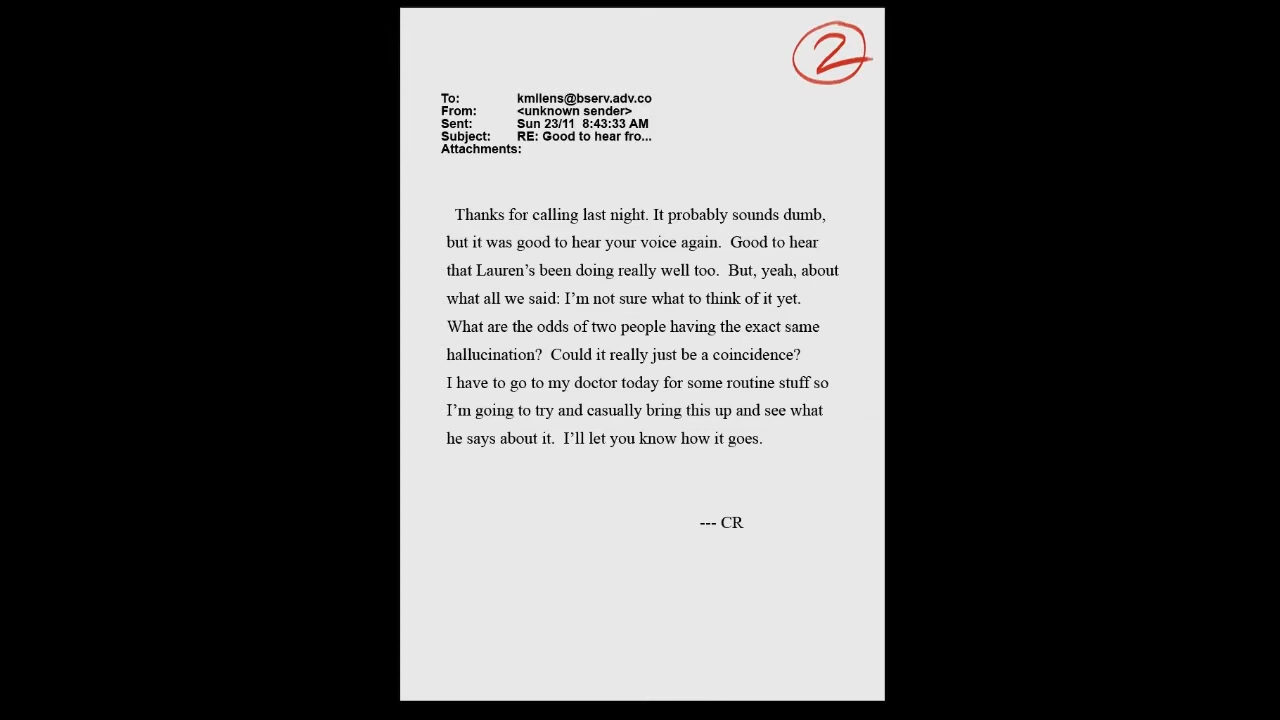 2
To: kmllens@bserv.adv.co
From: <unknown sender>
Sent: Sun 23/11 8:43:33 AM
Subject: RE: Good to hear fro...
Attachments:
Thanks for calling last night. It probably sounds dumb,
but it was good to hear your voice again.  Good to hear
that Lauren’s been doing really well too.  But, yeah, about
what all we said: I’m not sure what to think of it yet.
What are the odds of two people having the exact same
hallucination?  Could it really just be a coincidence?
I have to go to my doctor today for some routine stuff so
I’m going to try and casually bring this up and see what
he says about it.  I’ll let you know how it goes.
--- CR